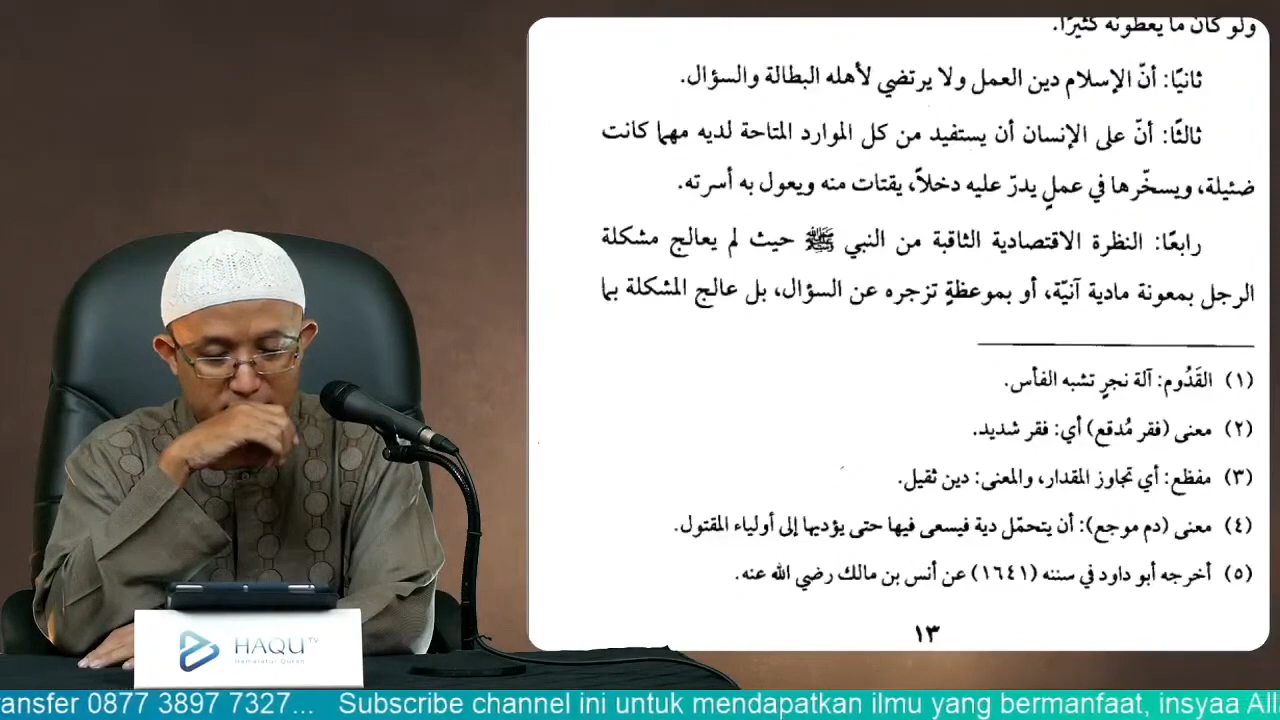 ولو كان ما يعطونه كثيرًا.
ثانيًا: أنّ الإسلام دين العمل ولا يرتضي لأهله البطالة والسؤال.
ثالثًا: أنّ على الإنسان أن يستفيد من كل الموارد المتاحة لديه مهما كانت
ضئيلة، ويسخّرها في عملٍ يدرّ عليه دخلاً، يقتات منه ويعول به أسرته.
رابعًا: النظرة الاقتصادية الثاقبة من النبي ﷺ حيث لم يعالج مشكلة
الرجل بمعونة مادية آنيّة، أو بموعظةٍ تزجره عن السؤال، بل عالج المشكلة بما
(١) القَدُوم: آلة نجرٍ تشبه الفأس.
(٢) معنى (فقر مُدقع) أي: فقر شديد.
(٣) مفظع: أي تجاوز المقدار، والمعنى: دين ثقيل.
(٤) معنى (دم موجع): أن يتحمّل دية فيسعى فيها حتى يؤديها إلى أولياء المقتول.
(٥) أخرجه أبو داود في سننه (١٦٤١) عن أنس بن مالك رضي الله عنه.
١٣
HAQU TV
Hamalatul Quran
ransfer 0877 3897 7327... Subscribe channel ini untuk mendapatkan ilmu yang bermanfaat, insyaa All